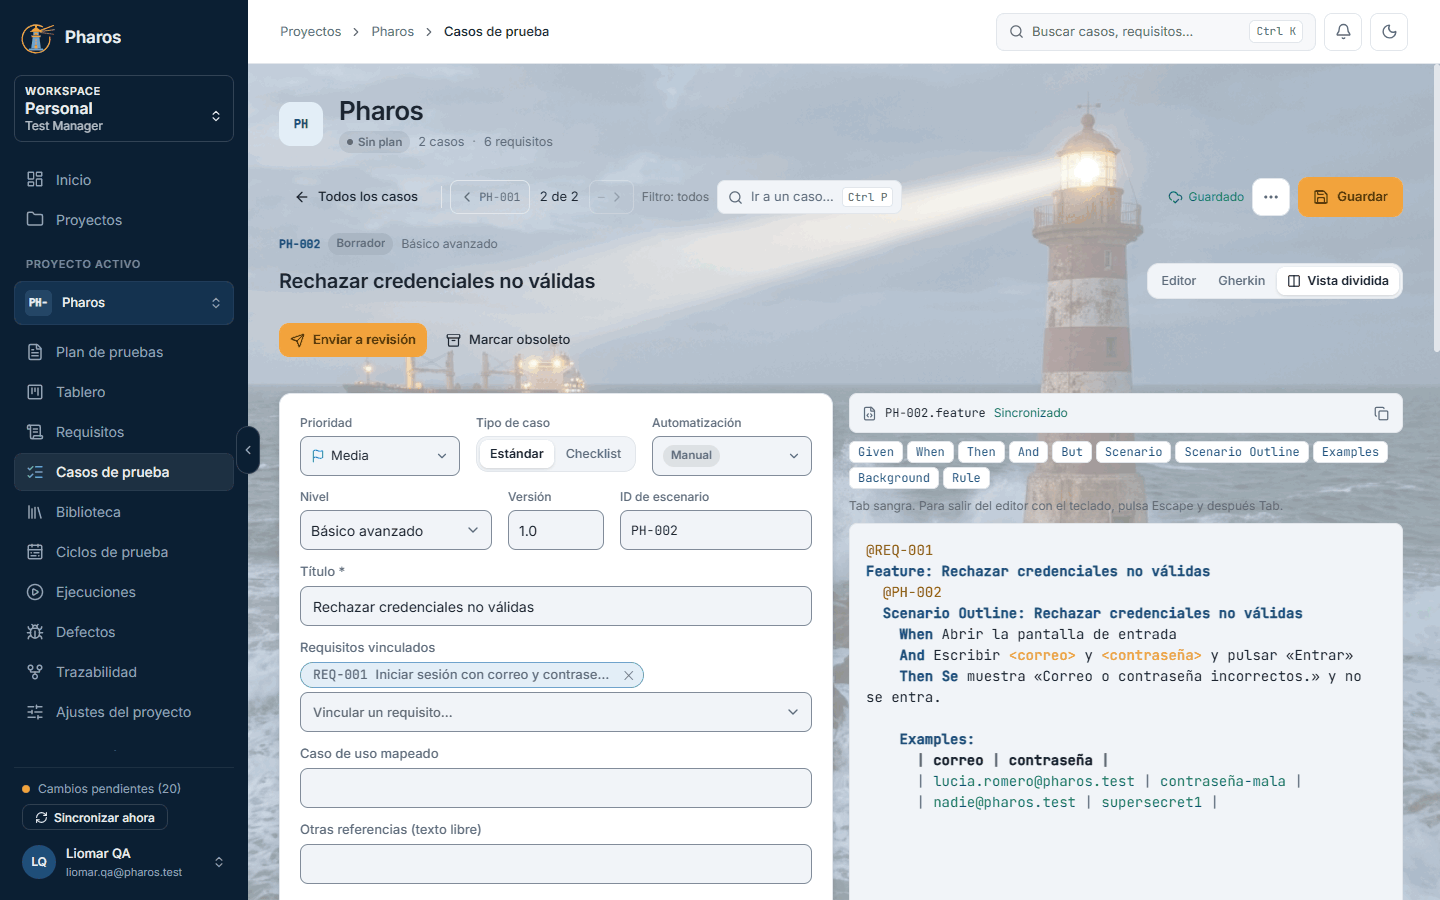 Pharos
WORKSPACE
Personal
Test Manager
Inicio
Proyectos
PROYECTO ACTIVO
PH- Pharos
Plan de pruebas
Tablero
Requisitos
Casos de prueba
Biblioteca
Ciclos de prueba
Ejecuciones
Defectos
Trazabilidad
Ajustes del proyecto
Cambios pendientes (20)
Sincronizar ahora
LQ
Liomar QA
liomar.qa@pharos.test
Proyectos > Pharos > Casos de prueba
Buscar casos, requisitos... Ctrl K
PH
Pharos
Sin plan 2 casos · 6 requisitos
Todos los casos PH-001 2 de 2 – Filtro: todos Ir a un caso... Ctrl P
Guardado ... Guardar
PH-002 Borrador Básico avanzado
Rechazar credenciales no válidas
Editor Gherkin Vista dividida
Enviar a revisión Marcar obsoleto
Prioridad Tipo de caso Automatización
Media Estándar Checklist Manual
Nivel Versión ID de escenario
Básico avanzado 1.0 PH-002
Título *
Rechazar credenciales no válidas
Requisitos vinculados
REQ-001 Iniciar sesión con correo y contrase...
Vincular un requisito...
Caso de uso mapeado
Otras referencias (texto libre)
PH-002.feature Sincronizado
Given When Then And But Scenario Scenario Outline Examples
Background Rule
Tab sangra. Para salir del editor con el teclado, pulsa Escape y después Tab.
@REQ-001
Feature: Rechazar credenciales no válidas
@PH-002
Scenario Outline: Rechazar credenciales no válidas
When Abrir la pantalla de entrada
And Escribir <correo> y <contraseña> y pulsar «Entrar»
Then Se muestra «Correo o contraseña incorrectos.» y no
se entra.
Examples:
| correo | contraseña |
| lucia.romero@pharos.test | contraseña-mala |
| nadie@pharos.test | supersecret1 |